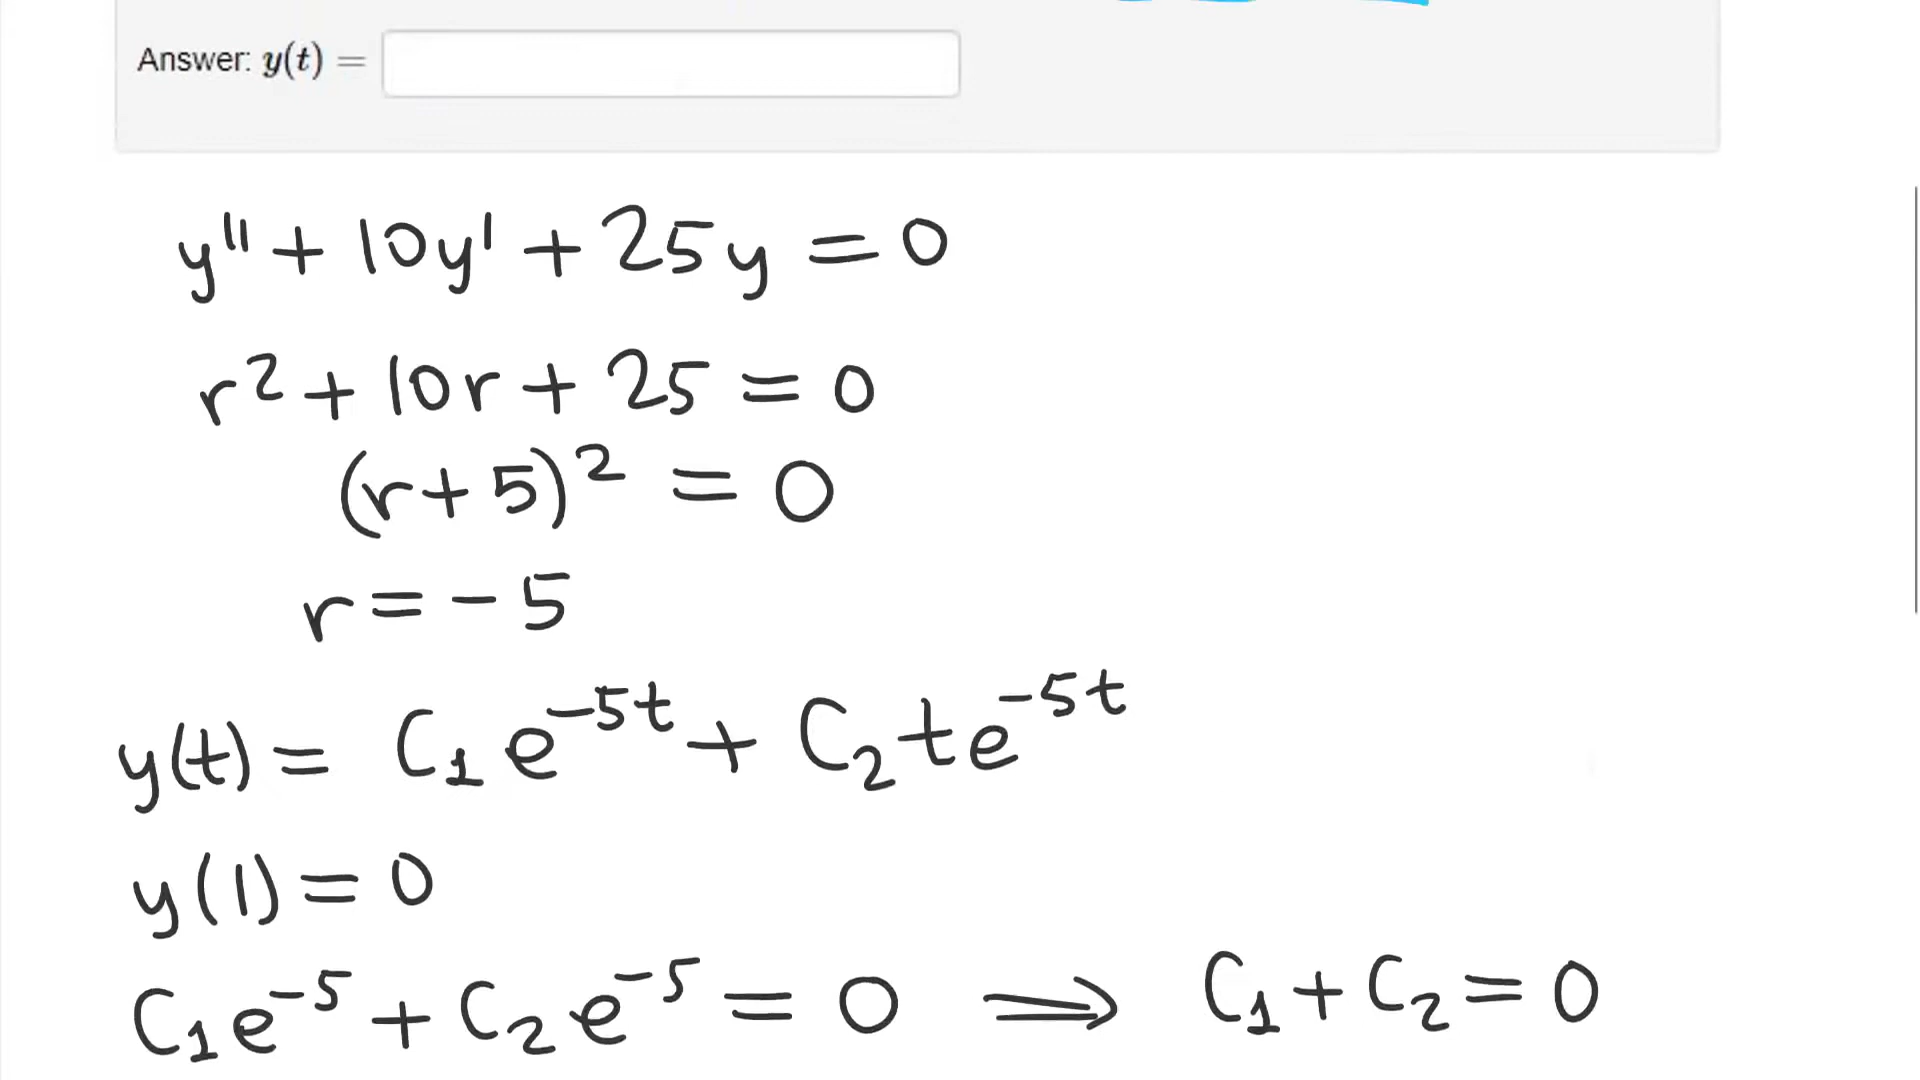 Answer: y(t) =
y'' + 10y' + 25y = 0
r² + 10r + 25 = 0
(r+5)² = 0
r = -5
y(t) = C₁e⁻⁵ᵗ + C₂te⁻⁵ᵗ
y(1) = 0
C₁e⁻⁵ + C₂e⁻⁵ = 0 ⟹ C₁ + C₂ = 0